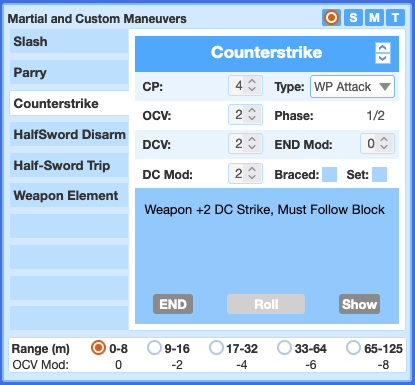 Martial and Custom Maneuvers S M T
Slash
Parry
Counterstrike
HalfSword Disarm
Half-Sword Trip
Weapon Element
Counterstrike
CP: 4 Type: WP Attack
OCV: 2 Phase: 1/2
DCV: 2 END Mod: 0
DC Mod: 2 Braced: Set:
Weapon +2 DC Strike, Must Follow Block
END Roll Show
Range (m) 0-8 9-16 17-32 33-64 65-125
OCV Mod: 0 -2 -4 -6 -8